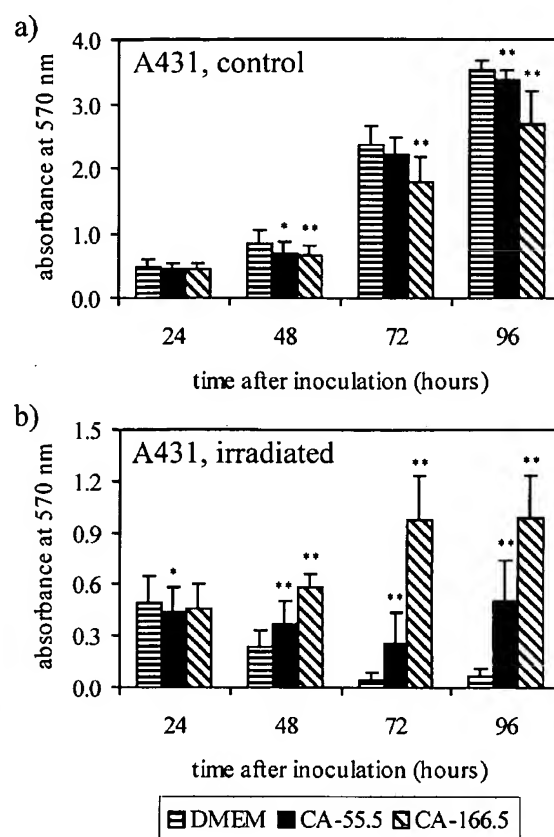 a)
A431, control
absorbance at 570 nm
4.0
3.0
2.0
1.0
0.0
* **
**
** **
24 48 72 96
time after inoculation (hours)
b)
A431, irradiated
absorbance at 570 nm
1.5
1.2
0.9
0.6
0.3
0.0
*
** **
** **
** **
24 48 72 96
time after inoculation (hours)
DMEM CA-55.5 CA-166.5